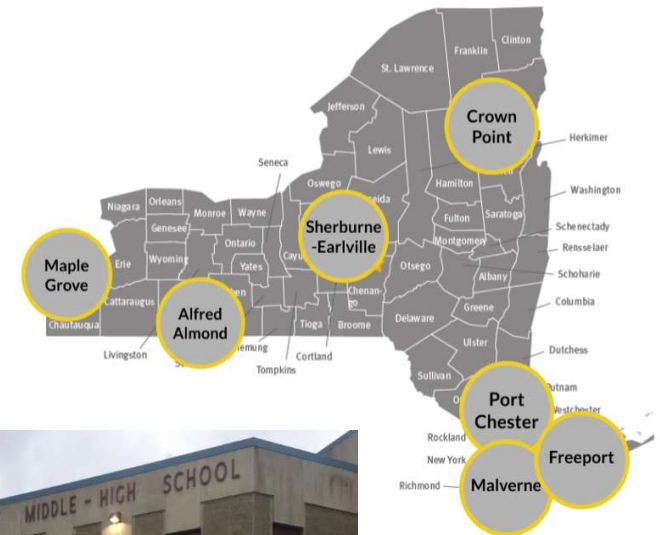 Clinton
Franklin
St. Lawrence
Jefferson
Crown
Point
Herkimer
Lewis
Seneca
Oswego
Hamilton
Washington
Niagara
Orleans
Monroe
Wayne
Fulton
Saratoga
Sherburne
-Earlville
Schenectady
Genesee
Ontario
Montgomery
Rensselaer
Maple
Grove
Erie
Wyoming
Yates
Otsego
Albany
Schoharie
Cattaraugus
Alfred
Almond
Chenan-
go
Greene
Columbia
Chautauqua
Tioga
Broome
Delaware
Livingston
Tompkins
Cortland
Ulster
Dutchess
Sullivan
Port
Chester
Rockland
New York
Richmond
Malverne
Freeport
MIDDLE - HIGH SCHOOL